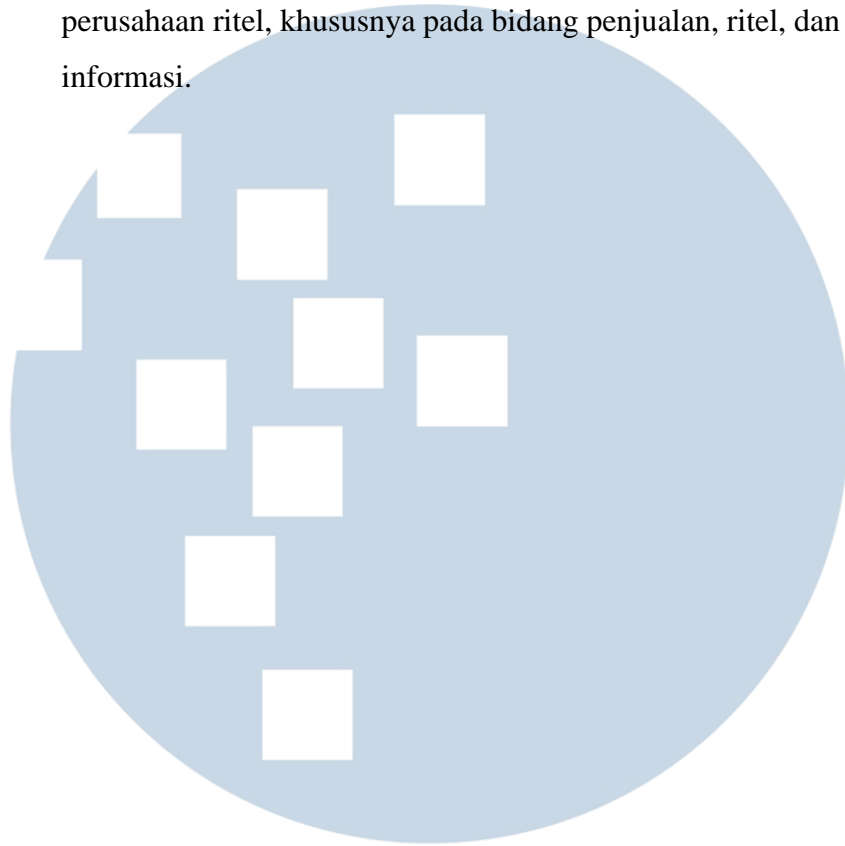 perusahaan ritel, khususnya pada bidang penjualan, ritel, dan
informasi.